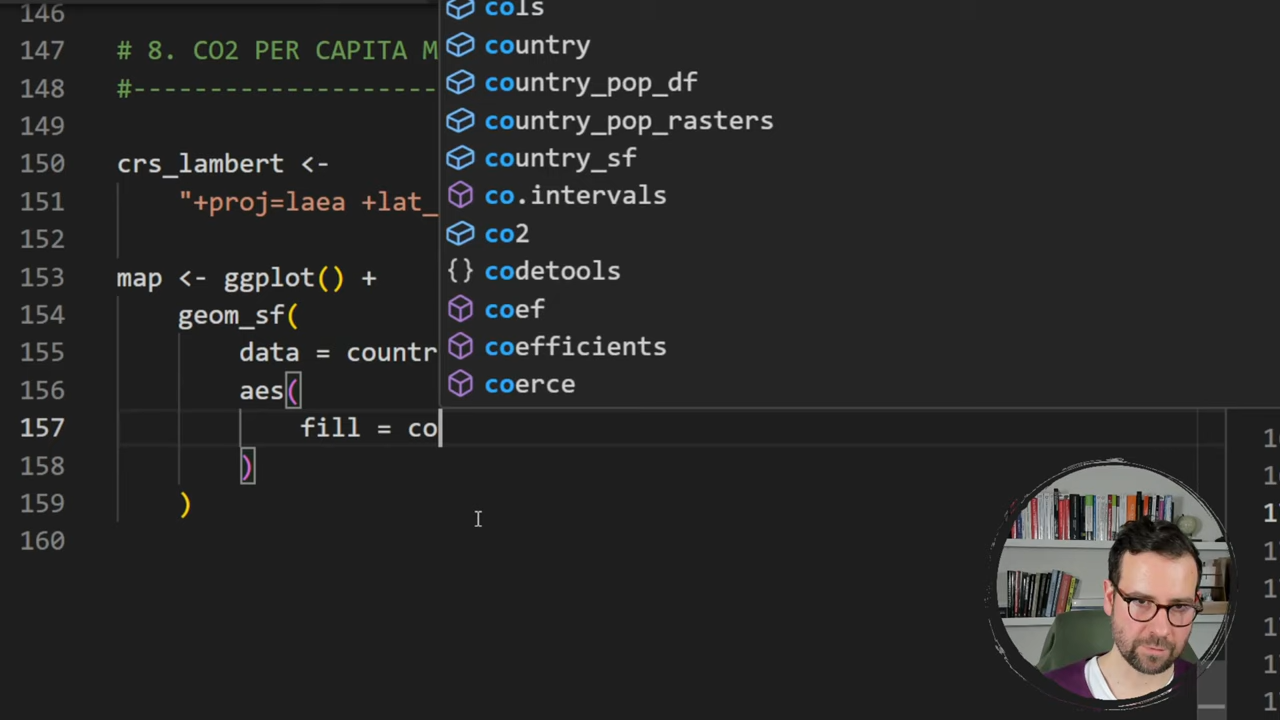 146
147 # 8. CO2 PER CAPITA M
148 #---------------------
149
150 crs_lambert <-
151 "+proj=laea +lat_
152
153 map <- ggplot() +
154 geom_sf(
155 data = countr
156 aes(
157 fill = co
158 )
159 )
160
cols
country
country_pop_df
country_pop_rasters
country_sf
co.intervals
co2
{} codetools
coef
coefficients
coerce